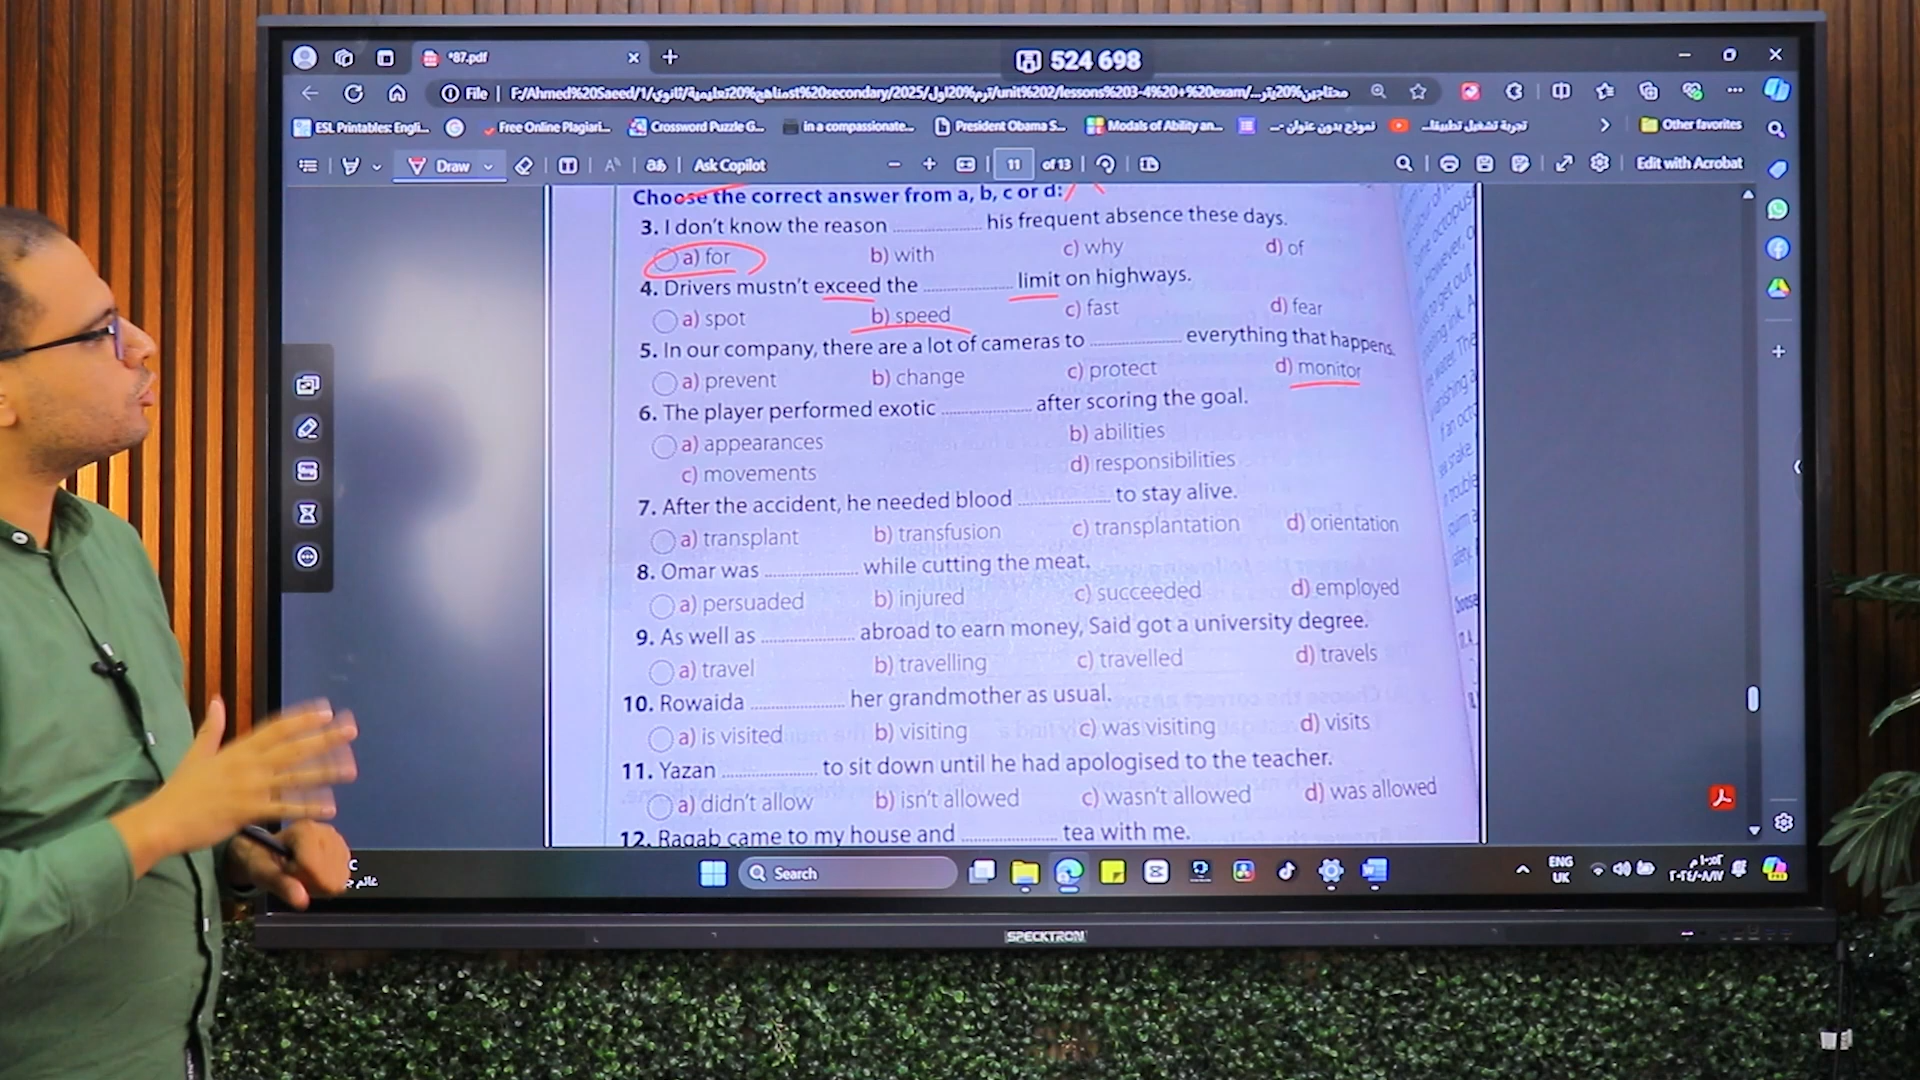 *87.pdf
524 698
File
ESL Printables: Engli...
Free Online Plagiari...
Crossword Puzzle G...
in a compassionate...
President Obama S...
Modals of Ability an...
نموذج بدون عنوان -...
Other favorites
Draw
Ask Copilot
11
of 13
Edit with Acrobat
Choose the correct answer from a, b, c or d:
3. I don't know the reason .............. his frequent absence these days.
a) for b) with c) why d) of
4. Drivers mustn't exceed the .............. limit on highways.
a) spot b) speed c) fast d) fear
5. In our company, there are a lot of cameras to .............. everything that happens.
a) prevent b) change c) protect d) monitor
6. The player performed exotic .............. after scoring the goal.
a) appearances b) abilities
c) movements d) responsibilities
7. After the accident, he needed blood .............. to stay alive.
a) transplant b) transfusion c) transplantation d) orientation
8. Omar was .............. while cutting the meat.
a) persuaded b) injured c) succeeded d) employed
9. As well as .............. abroad to earn money, Said got a university degree.
a) travel b) travelling c) travelled d) travels
10. Rowaida .............. her grandmother as usual.
a) is visited b) visiting c) was visiting d) visits
11. Yazan .............. to sit down until he had apologised to the teacher.
a) didn't allow b) isn't allowed c) wasn't allowed d) was allowed
12. Ragab came to my house and .............. tea with me.
Search
ENG
UK
SPECKTRON